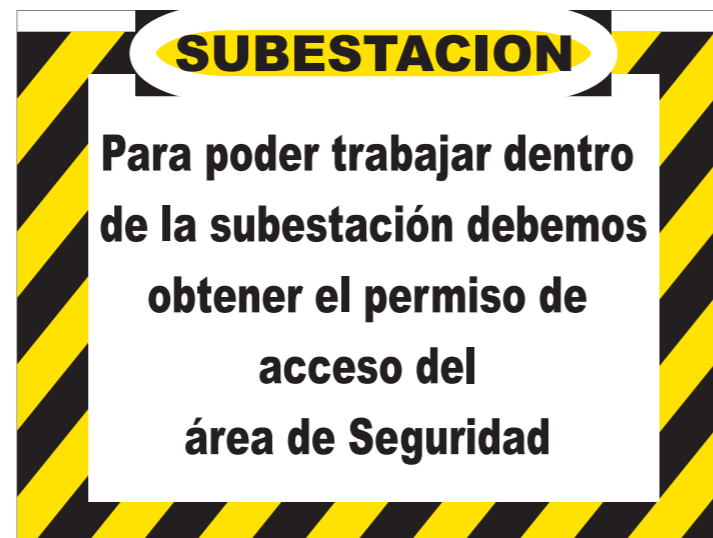 SUBESTACION
Para poder trabajar dentro
de la subestación debemos
obtener el permiso de
acceso del
área de Seguridad